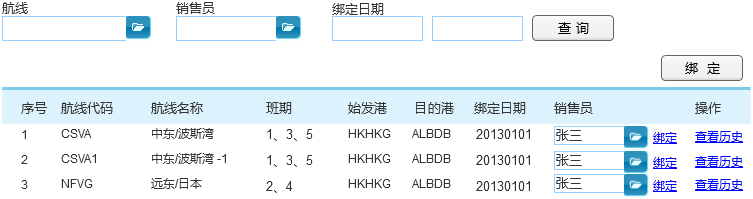 航线 销售员 绑定日期
查 询
绑 定
序号 航线代码 航线名称 班期 始发港 目的港 绑定日期 销售员 操作
1 CSVA 中东/波斯湾 1、3、5 HKHKG ALBDB 20130101 张三 绑定 查看历史
2 CSVA1 中东/波斯湾 -1 1、3、5 HKHKG ALBDB 20130101 张三 绑定 查看历史
3 NFVG 远东/日本 2、4 HKHKG ALBDB 20130101 张三 绑定 查看历史